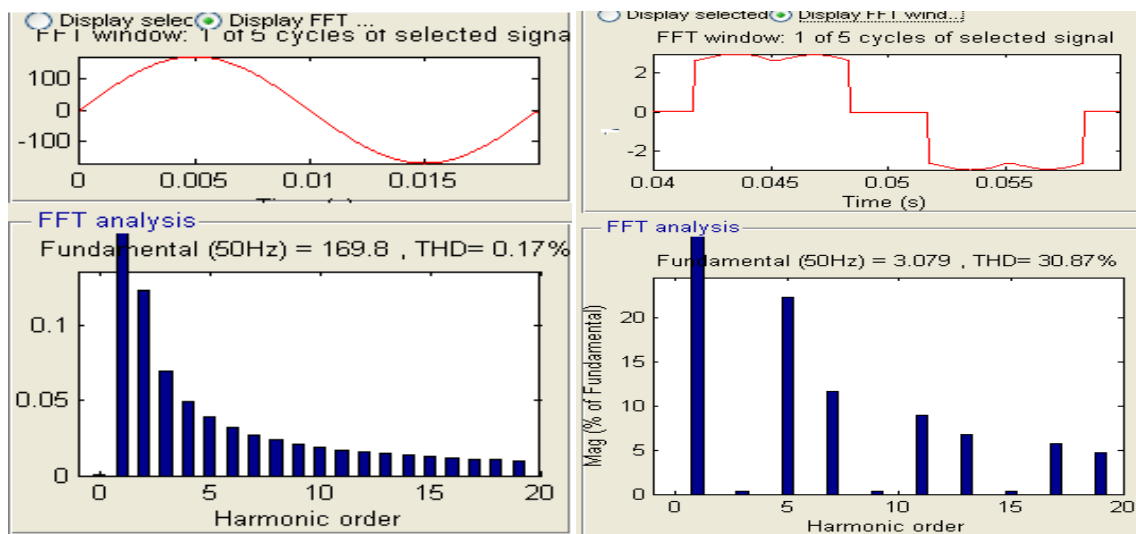 Display selec Display FFT ...
FFT window: 1 of 5 cycles of selected signa
100
0
-100
0 0.005 0.01 0.015
FFT analysis
Fundamental (50Hz) = 169.8 , THD= 0.17%
0.1
0.05
0
0 5 10 15 20
Harmonic order
Display selected Display FFT wind...
FFT window: 1 of 5 cycles of selected signal
2
0
-2
0.04 0.045 0.05 0.055
Time (s)
FFT analysis
Fundamental (50Hz) = 3.079 , THD= 30.87%
Mag (% of Fundamental)
20
15
10
5
0
0 5 10 15 20
Harmonic order